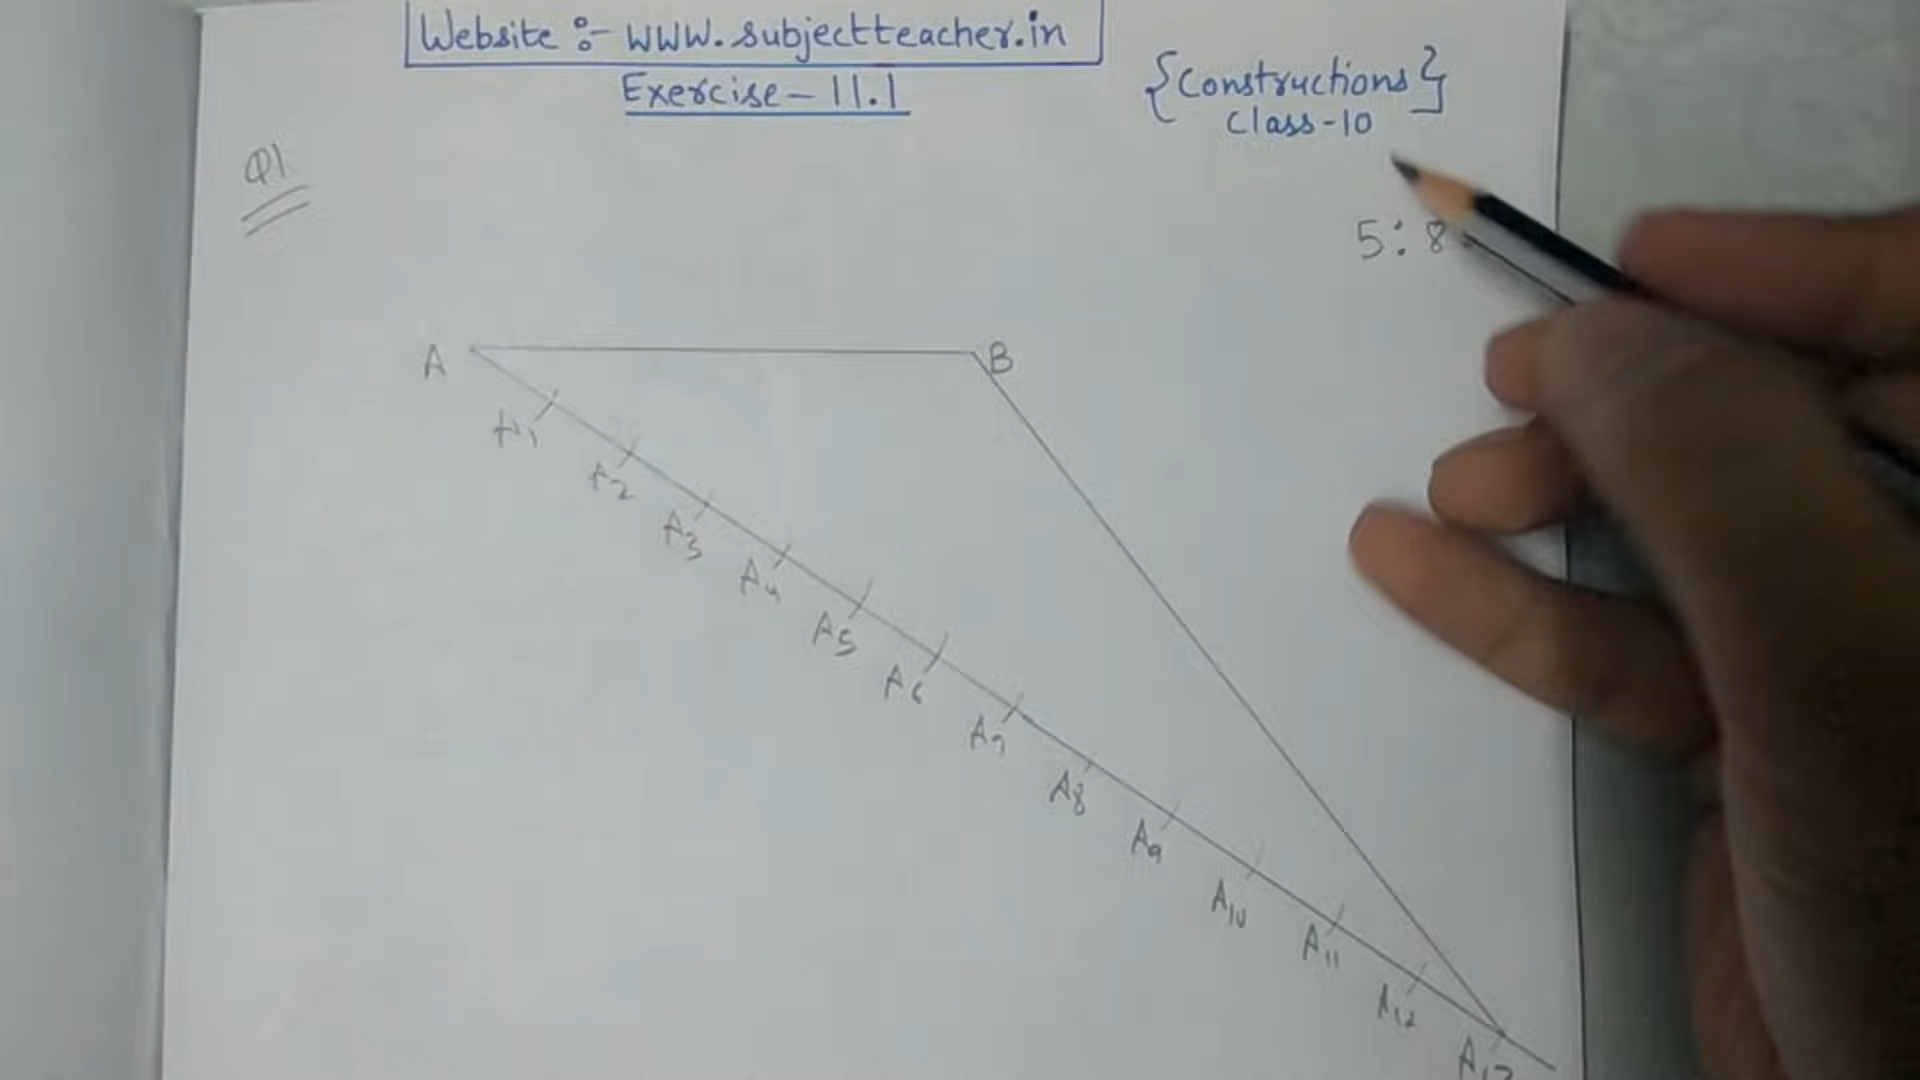 Website :- www.subjectteacher.in
Exercise - 11.1
{Constructions}
Class-10
Q1
5:8
A
B
A1
A2
A3
A4
A5
A6
A7
A8
A9
A10
A11
A12
A13